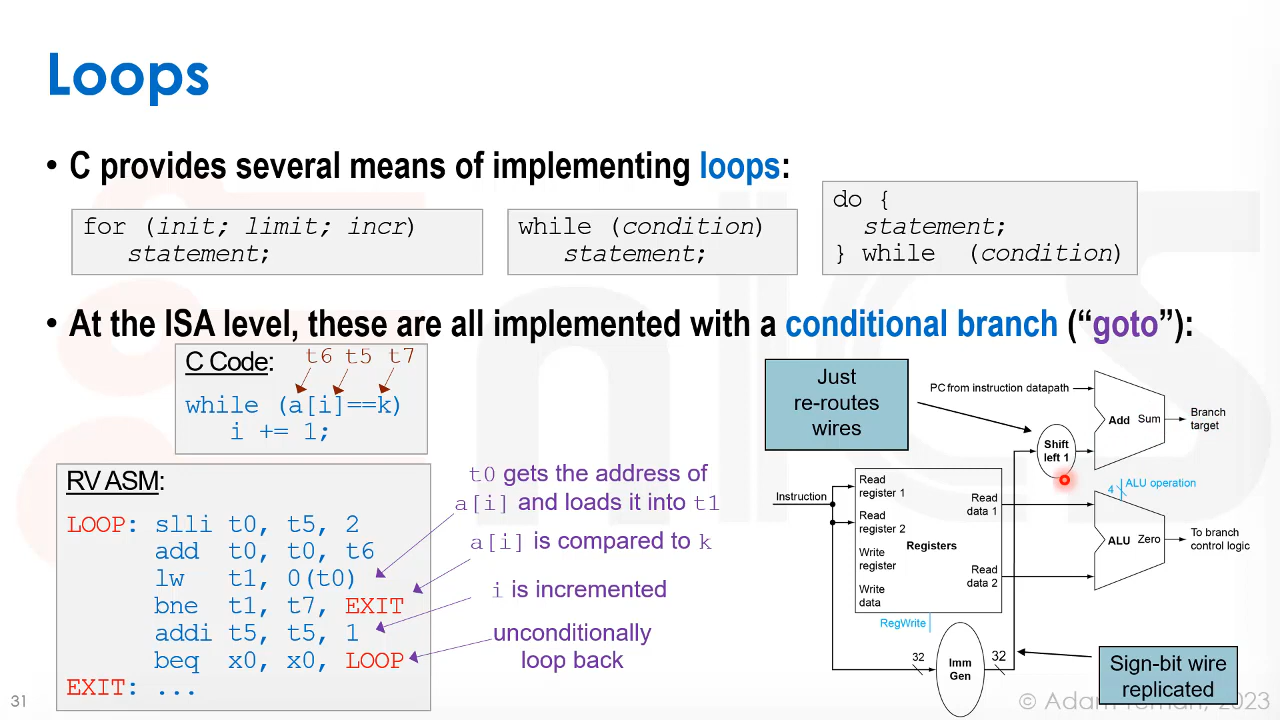 Loops
• C provides several means of implementing loops:
for (init; limit; incr)
statement;
while (condition)
statement;
do {
statement;
} while (condition)
• At the ISA level, these are all implemented with a conditional branch (“goto”):
C Code:
t6 t5 t7
while (a[i]==k)
i += 1;
RV ASM:
LOOP: slli t0, t5, 2
add t0, t0, t6
lw t1, 0(t0)
bne t1, t7, EXIT
addi t5, t5, 1
beq x0, x0, LOOP
EXIT: ...
t0 gets the address of
a[i] and loads it into t1
a[i] is compared to k
i is incremented
unconditionally
loop back
Just
re-routes
wires
PC from instruction datapath
Add Sum
Branch
target
Shift
left 1
4
ALU operation
Instruction
Read
register 1
Read
register 2
Write
register
Write
data
Registers
Read
data 1
Read
data 2
RegWrite
ALU Zero
To branch
control logic
32
Imm
Gen
32
Sign-bit wire
replicated
31
2023